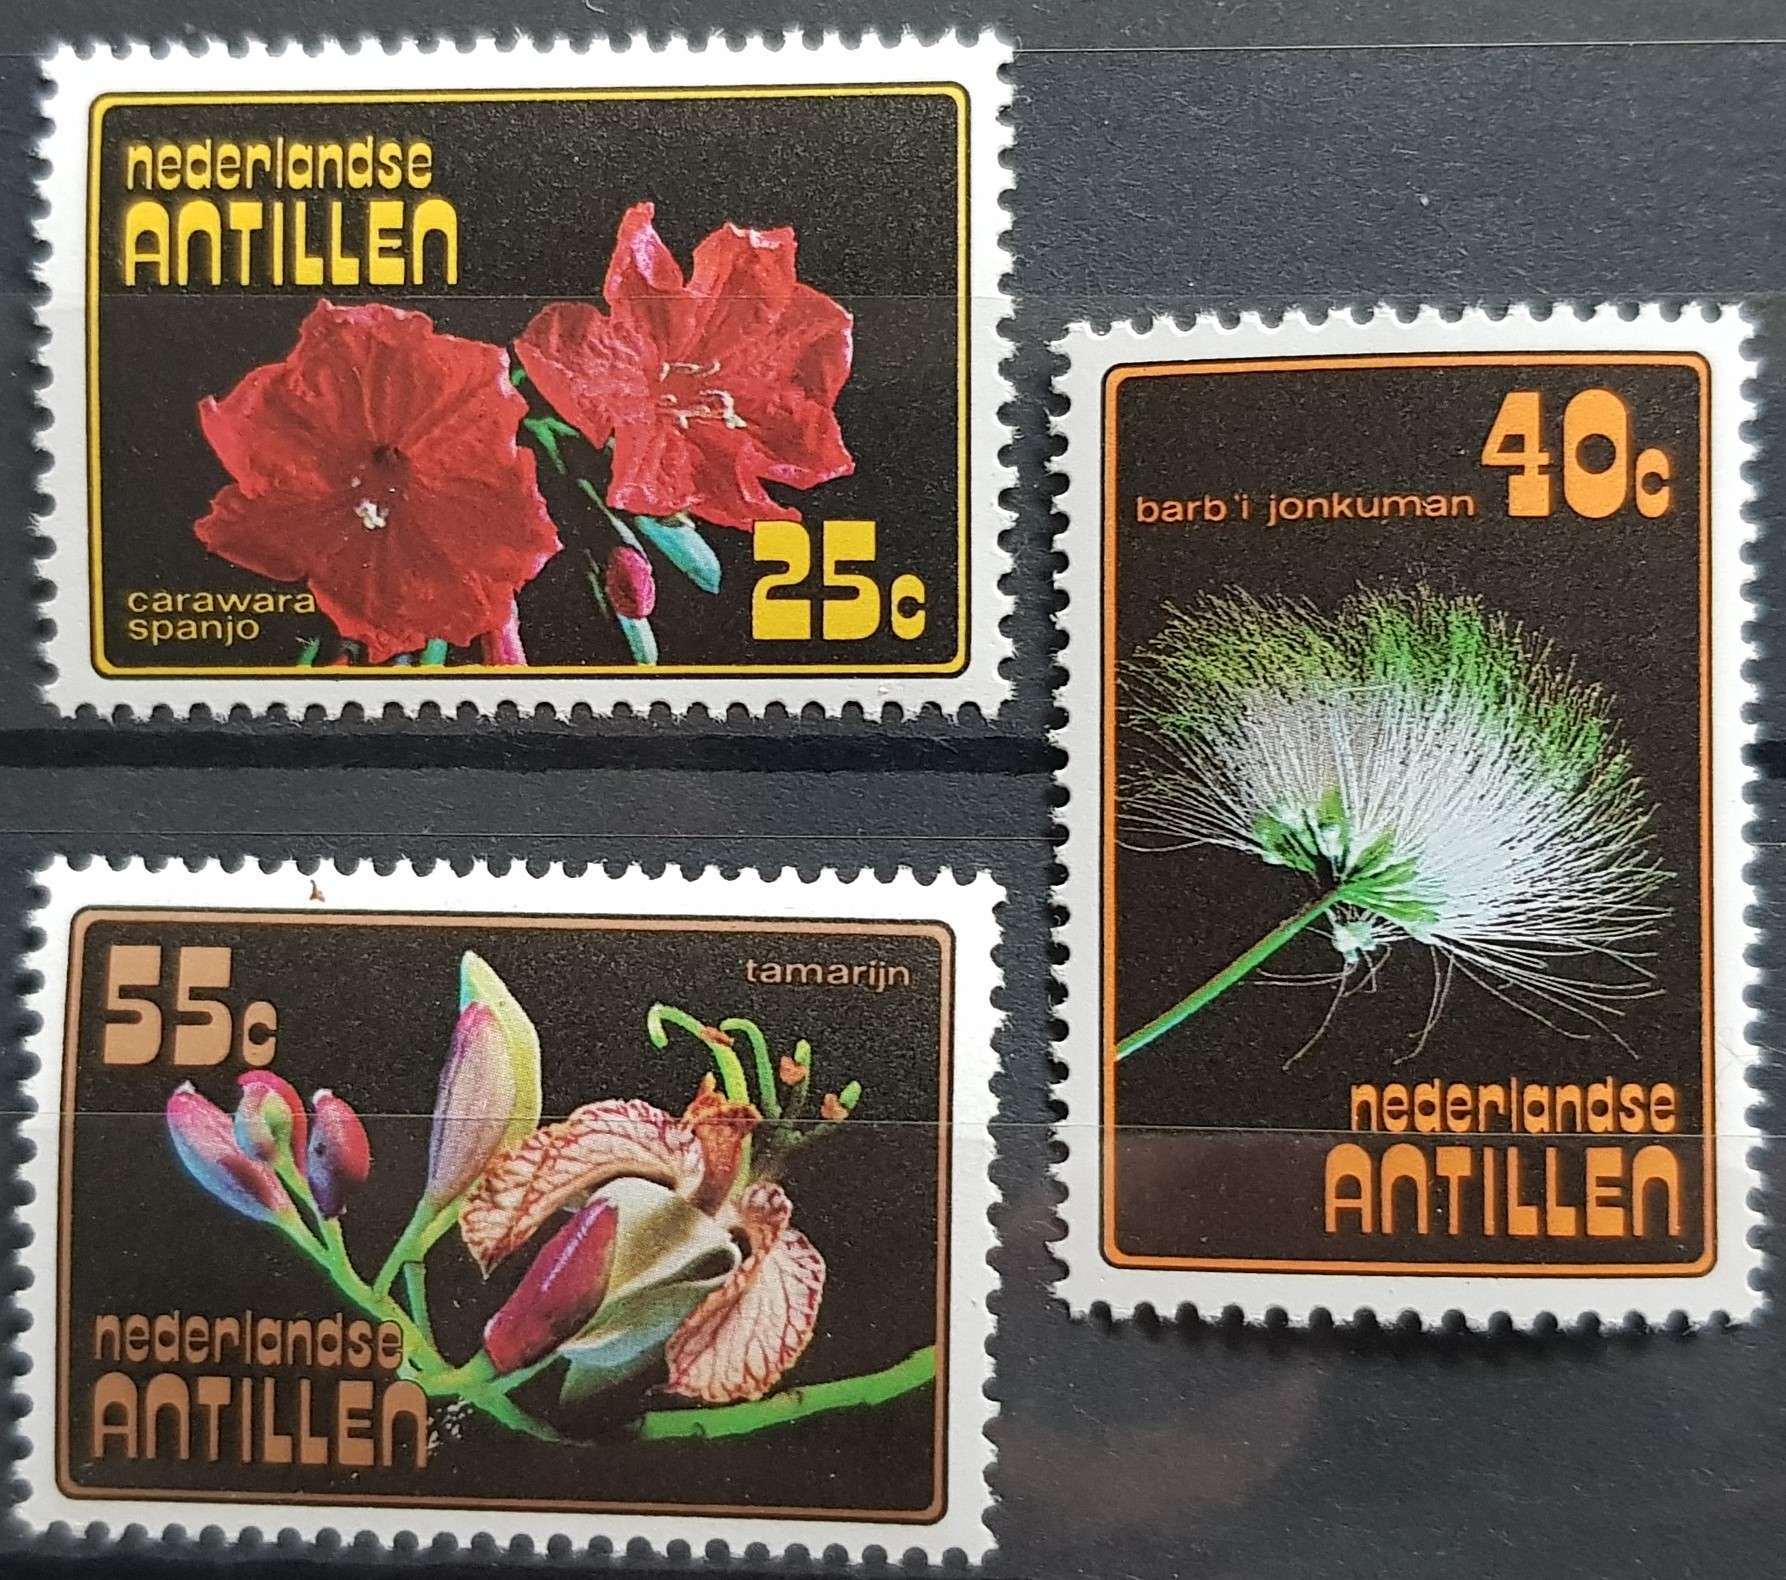 nederlandse
ANTILLEN
carawara
spanjo
25c
40c
barb'i jonkuman
nederlandse
ANTILLEN
55c
tamarijn
nederlandse
ANTILLEN